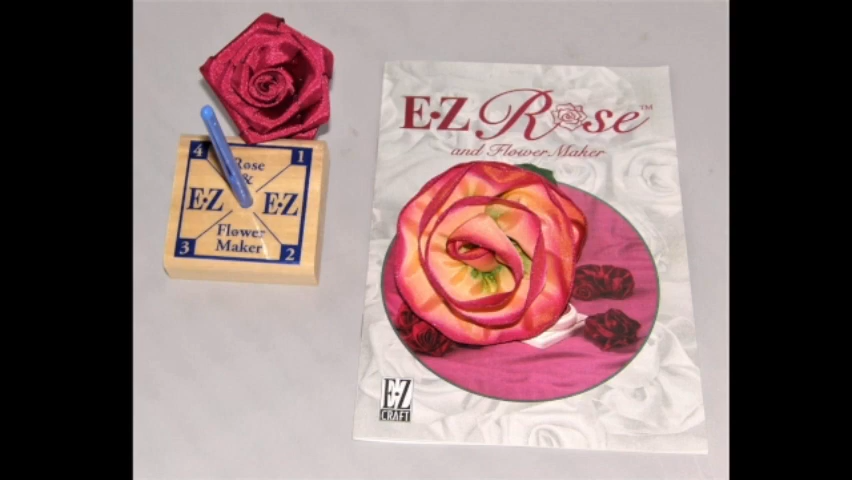 4 1
Rose
&
E·Z E·Z
Flower
Maker
3 2
E·Z Rose™
and Flower Maker
E·Z
CRAFT